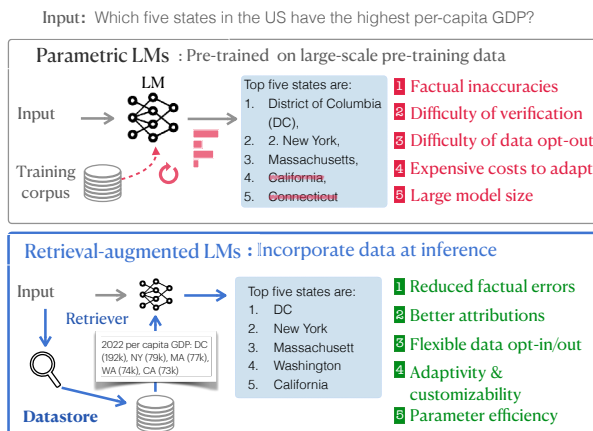 Input: Which five states in the US have the highest per-capita GDP?
Parametric LMs : Pre-trained on large-scale pre-training data
LM
Input
Training
corpus
Top five states are:
1. District of Columbia
(DC),
2. 2. New York,
3. Massachusetts,
4. California,
5. Connecticut
1 Factual inaccuracies
2 Difficulty of verification
3 Difficulty of data opt-out
4 Expensive costs to adapt
5 Large model size
Retrieval-augmented LMs : Incorporate data at inference
Input
Retriever
2022 per capita GDP: DC
(192k), NY (79k), MA (77k),
WA (74k), CA (73k)
Datastore
Top five states are:
1. DC
2. New York
3. Massachusett
4. Washington
5. California
1 Reduced factual errors
2 Better attributions
3 Flexible data opt-in/out
4 Adaptivity &
customizability
5 Parameter efficiency